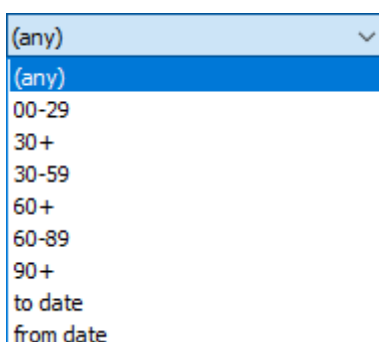 (any)
(any)
00-29
30+
30-59
60+
60-89
90+
to date
from date